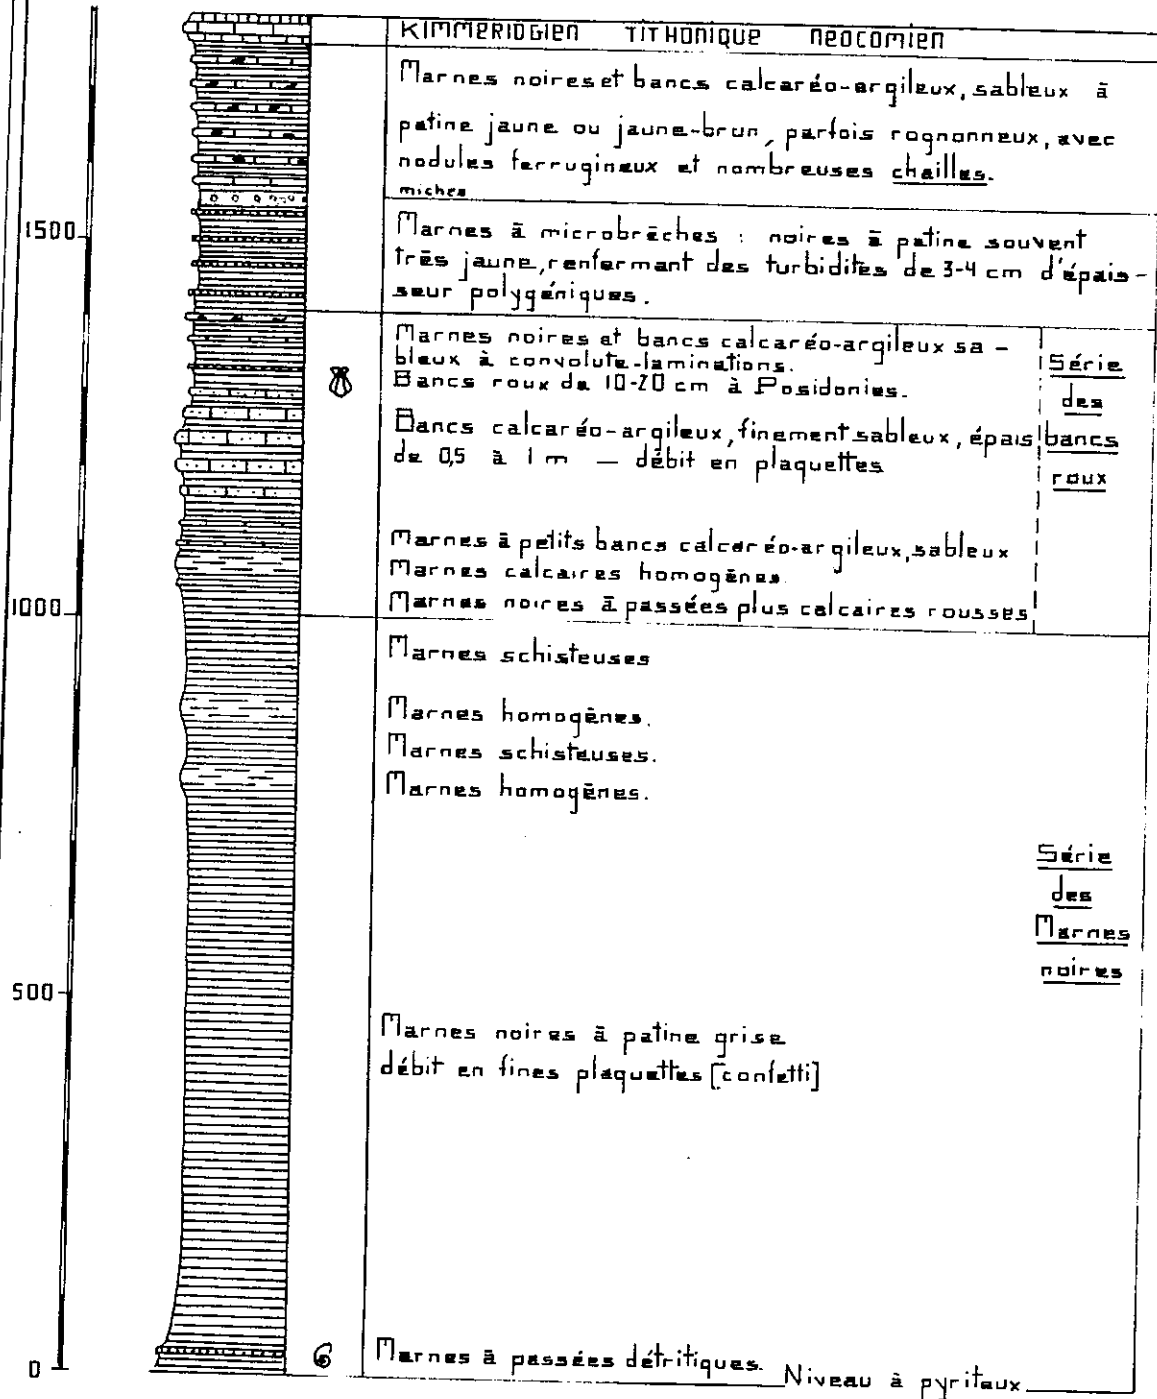 KIMMERIDGIEN TITHONIQUE NEOCOMIEN
Marnes noires et bancs calcaréo-argileux, sableux à
patine jaune ou jaune-brun, parfois rognonneux, avec
nodules ferrugineux et nombreuses chailles.
miches
1500
Marnes à microbrèches : noires à patine souvent
très jaune, renfermant des turbidites de 3-4 cm d'épais-
seur polygéniques.
Marnes noires et bancs calcaréo-argileux sa-
bleux à convolute-laminations.
Bancs roux de 10-20 cm à Posidonies.
Bancs calcaréo-argileux, finement sableux, épais
de 0,5 à 1 m — débit en plaquettes
Série
des
bancs
roux
Marnes à petits bancs calcaréo-argileux, sableux
Marnes calcaires homogènes.
Marnes noires à passées plus calcaires rousses
1000
Marnes schisteuses
Marnes homogènes.
Marnes schisteuses.
Marnes homogènes.
Série
des
Marnes
noires
500
Marnes noires à patine grise
débit en fines plaquettes [confetti]
0
Marnes à passées détritiques. Niveau à pyriteux